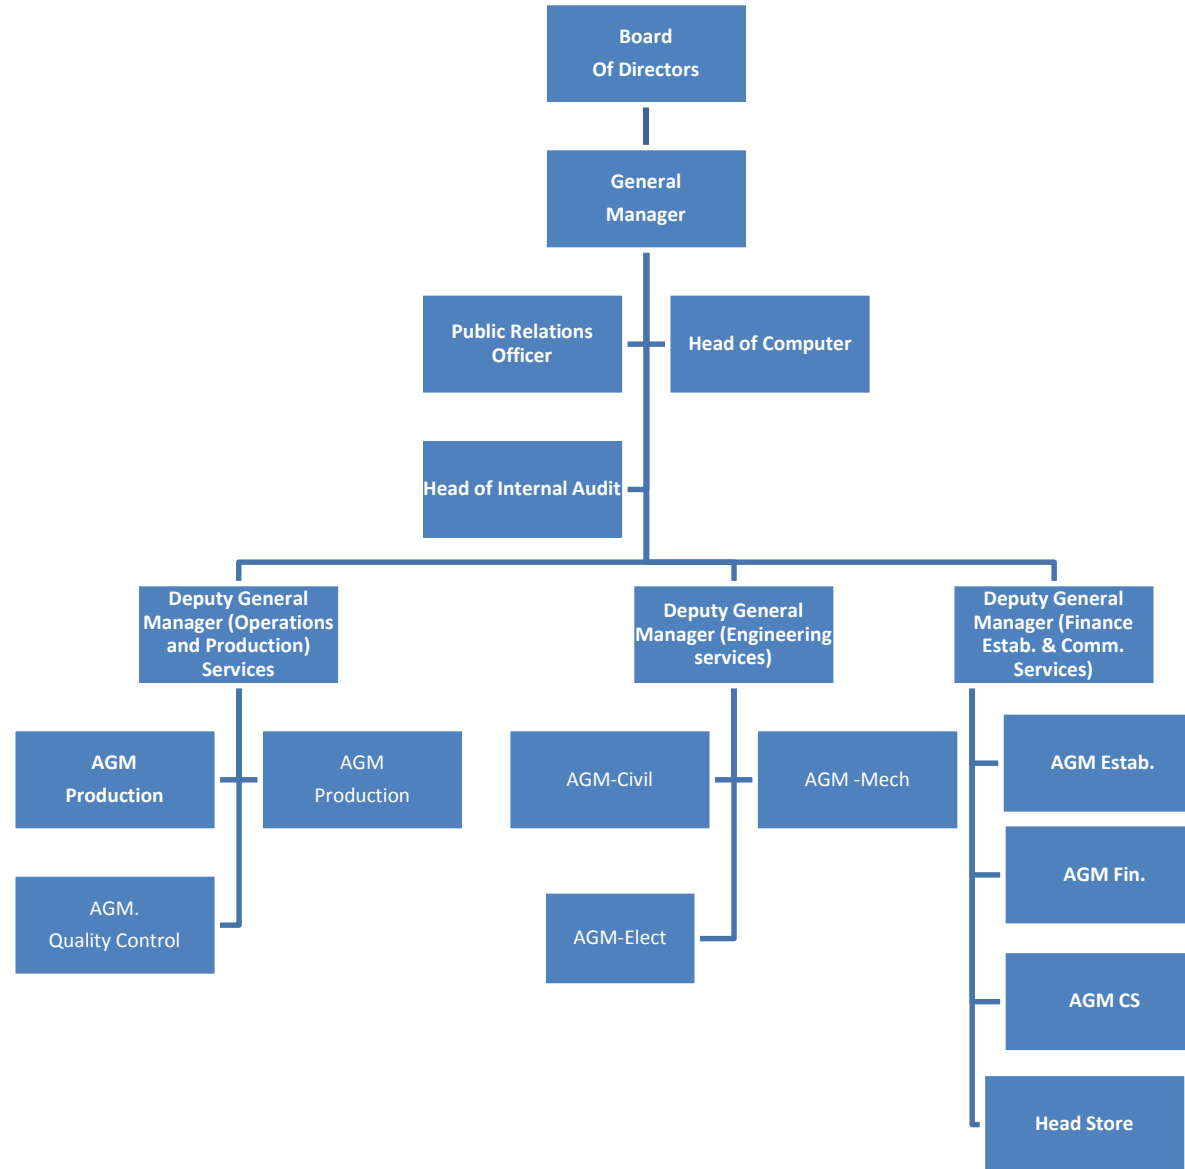 Board
Of Directors
General
Manager
Public Relations
Officer
Head of Computer
Head of Internal Audit
Deputy General
Manager (Operations
and Production)
Services
Deputy General
Manager (Engineering
services)
Deputy General
Manager (Finance
Estab. & Comm.
Services)
AGM
Production
AGM
Production
AGM-Civil
AGM -Mech
AGM Estab.
AGM Fin.
AGM.
Quality Control
AGM-Elect
AGM CS
Head Store